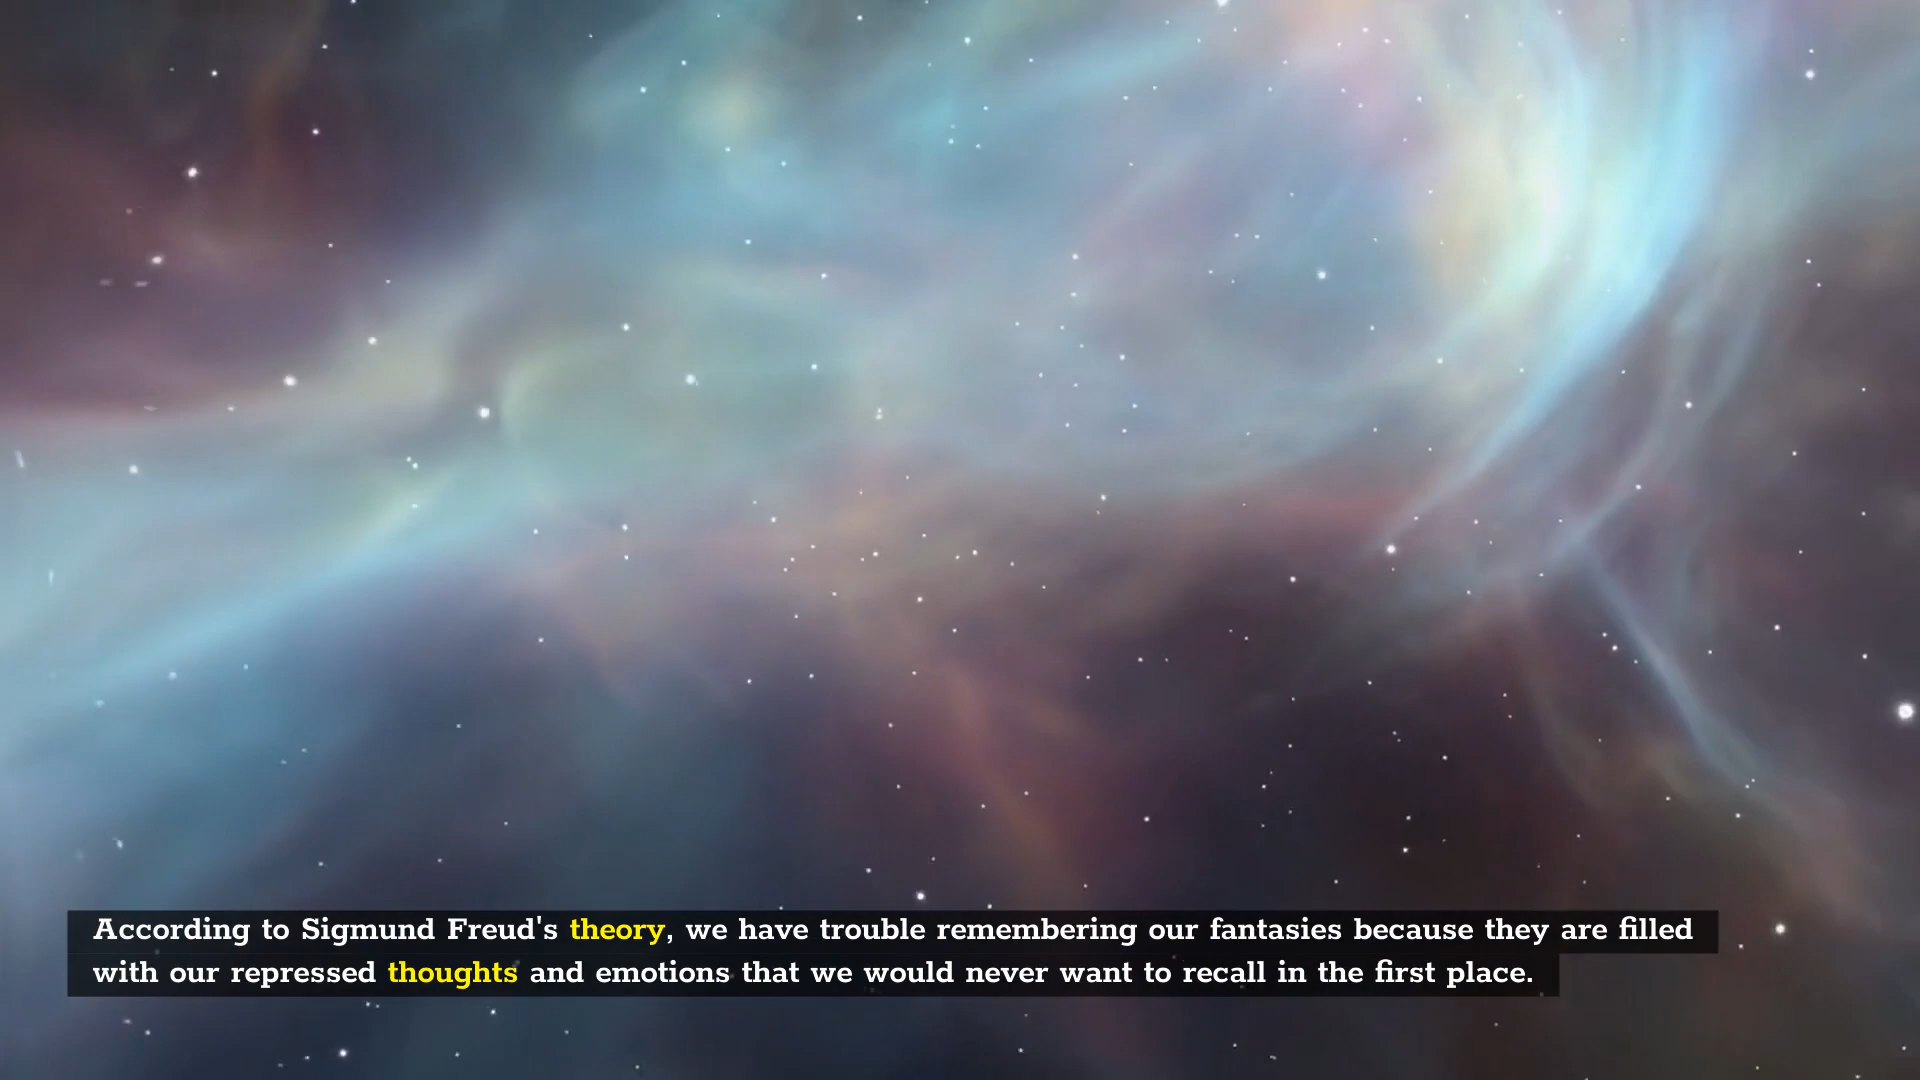 According to Sigmund Freud's theory, we have trouble remembering our fantasies because they are filled
with our repressed thoughts and emotions that we would never want to recall in the first place.